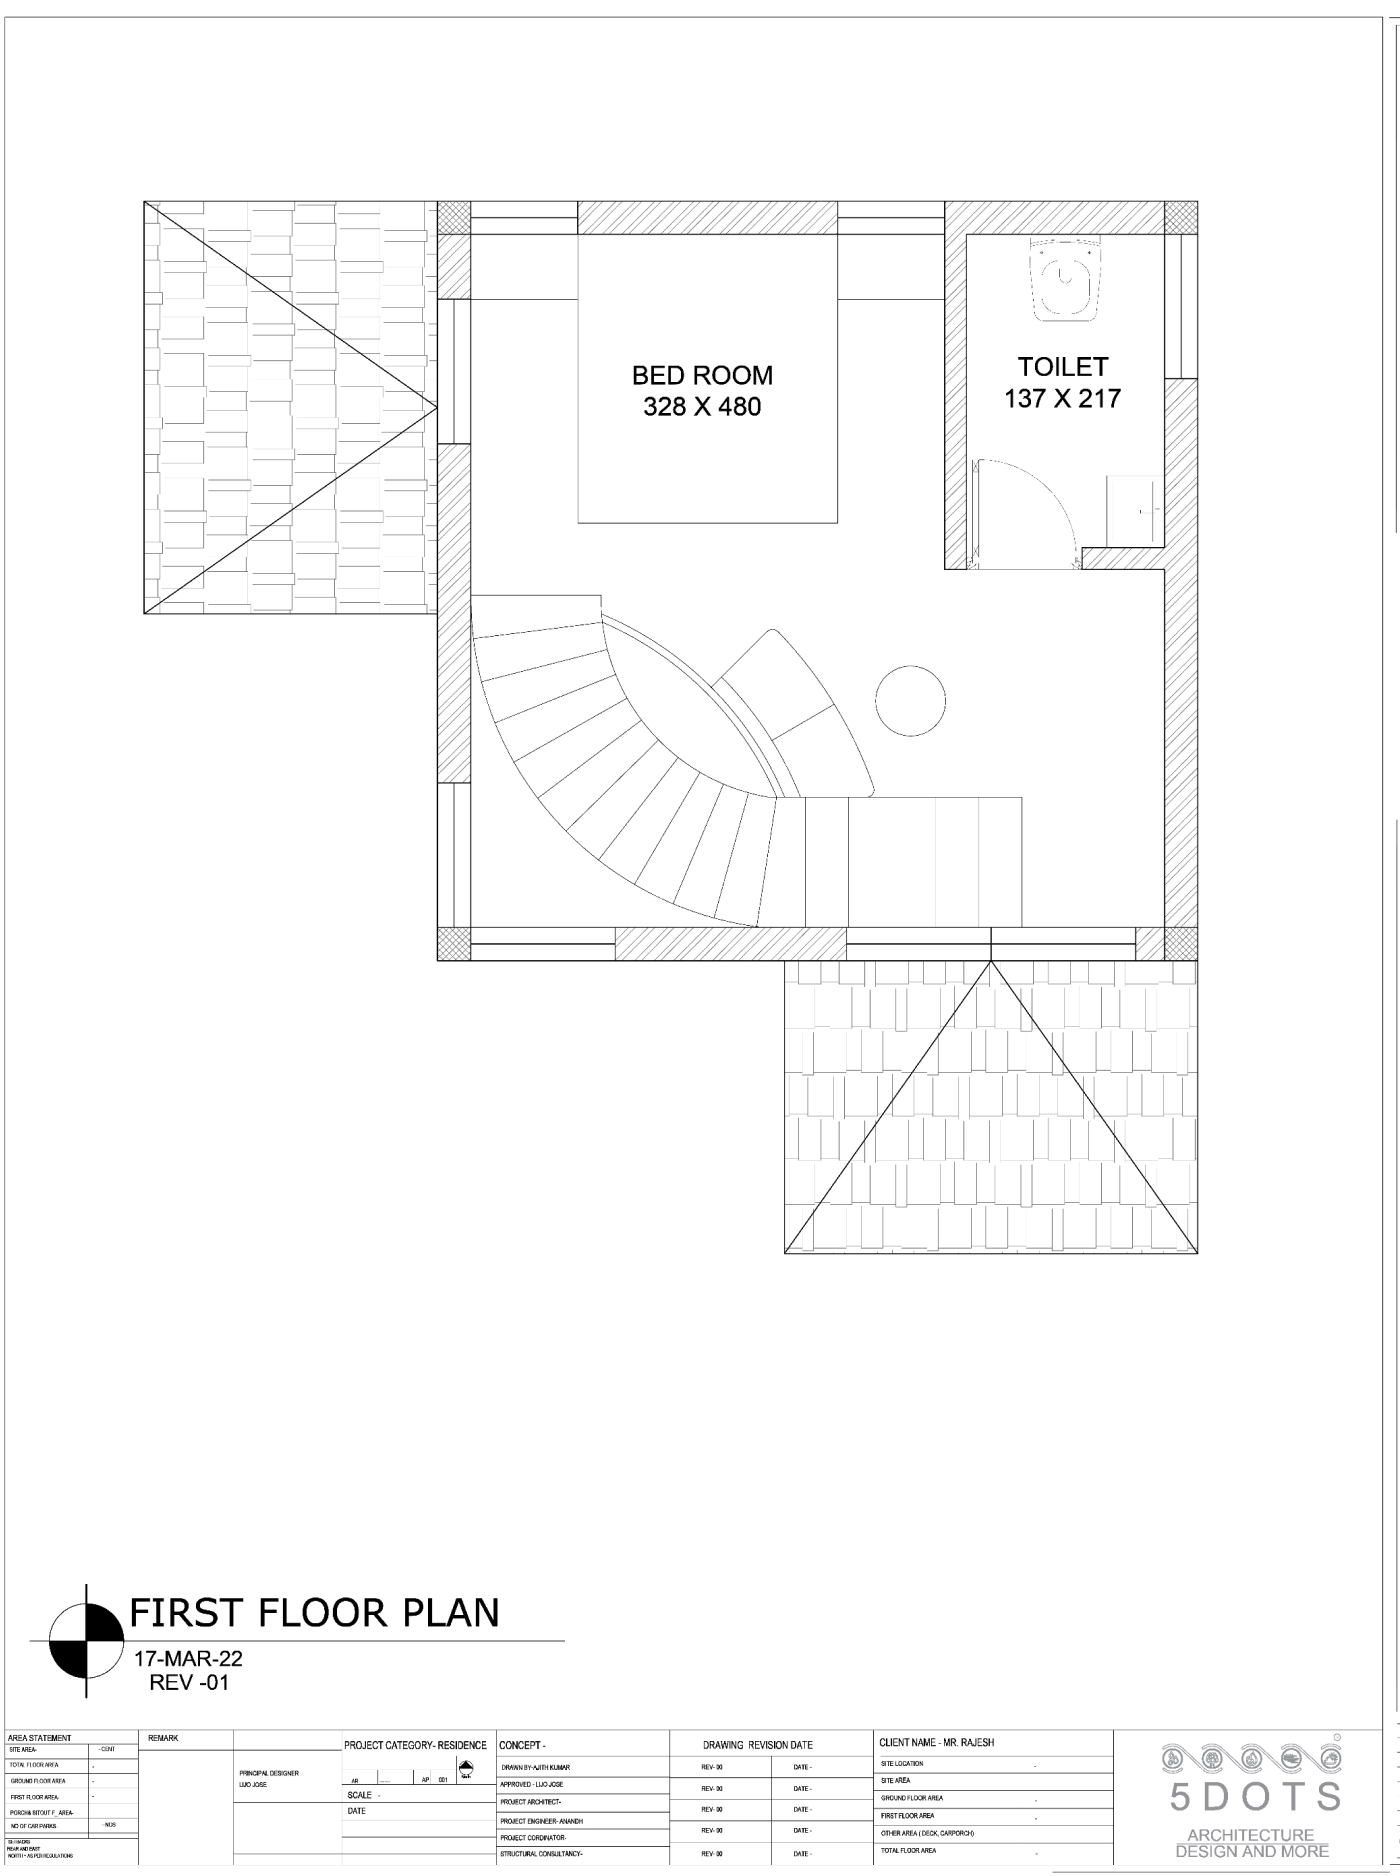 BED ROOM
328 X 480
TOILET
137 X 217
FIRST FLOOR PLAN
17-MAR-22
REV -01
AREA STATEMENT
SITE AREA-
- CENT
TOTAL FLOOR AREA
-
GROUND FLOOR AREA
-
FIRST FLOOR AREA-
-
PORCH& SITOUT F_ AREA-
NO OF CAR PARKS-
- NOS
REAR AND EAST
NORTH - AS PER REGULATIONS
REMARK
PRINCIPAL DESIGNER
LIJO JOSE
PROJECT CATEGORY- RESIDENCE
AR
AP
001
SCALE -
DATE
CONCEPT -
DRAWN BY-AJITH KUMAR
APPROVED - LIJO JOSE
PROJECT ARCHITECT-
PROJECT ENGINEER- ANANDH
PROJECT CORDINATOR-
STRUCTURAL CONSULTANCY-
DRAWING REVISION DATE
REV- 00 DATE -
REV- 00 DATE -
REV- 00 DATE -
REV- 00 DATE -
REV- 00 DATE -
CLIENT NAME - MR. RAJESH
SITE LOCATION -
SITE AREA
GROUND FLOOR AREA -
FIRST FLOOR AREA -
OTHER AREA ( DECK, CARPORCH)
TOTAL FLOOR AREA -
5 DOTS
ARCHITECTURE
DESIGN AND MORE